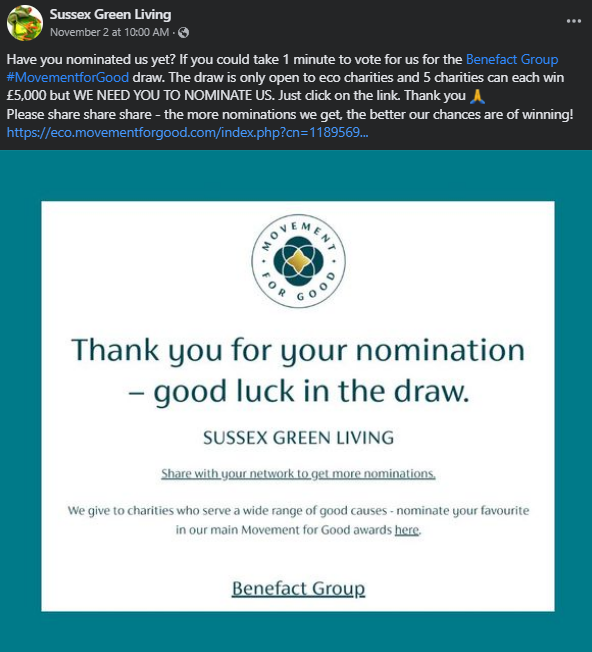 Sussex Green Living
November 2 at 10:00 AM ·
Have you nominated us yet? If you could take 1 minute to vote for us for the Benefact Group
#MovementforGood draw. The draw is only open to eco charities and 5 charities can each win
£5,000 but WE NEED YOU TO NOMINATE US. Just click on the link. Thank you 🙏
Please share share share - the more nominations we get, the better our chances are of winning!
https://eco.movementforgood.com/index.php?cn=1189569...
MOVEMENT
FOR GOOD
Thank you for your nomination
– good luck in the draw.
SUSSEX GREEN LIVING
Share with your network to get more nominations.
We give to charities who serve a wide range of good causes - nominate your favourite
in our main Movement for Good awards here.
Benefact Group